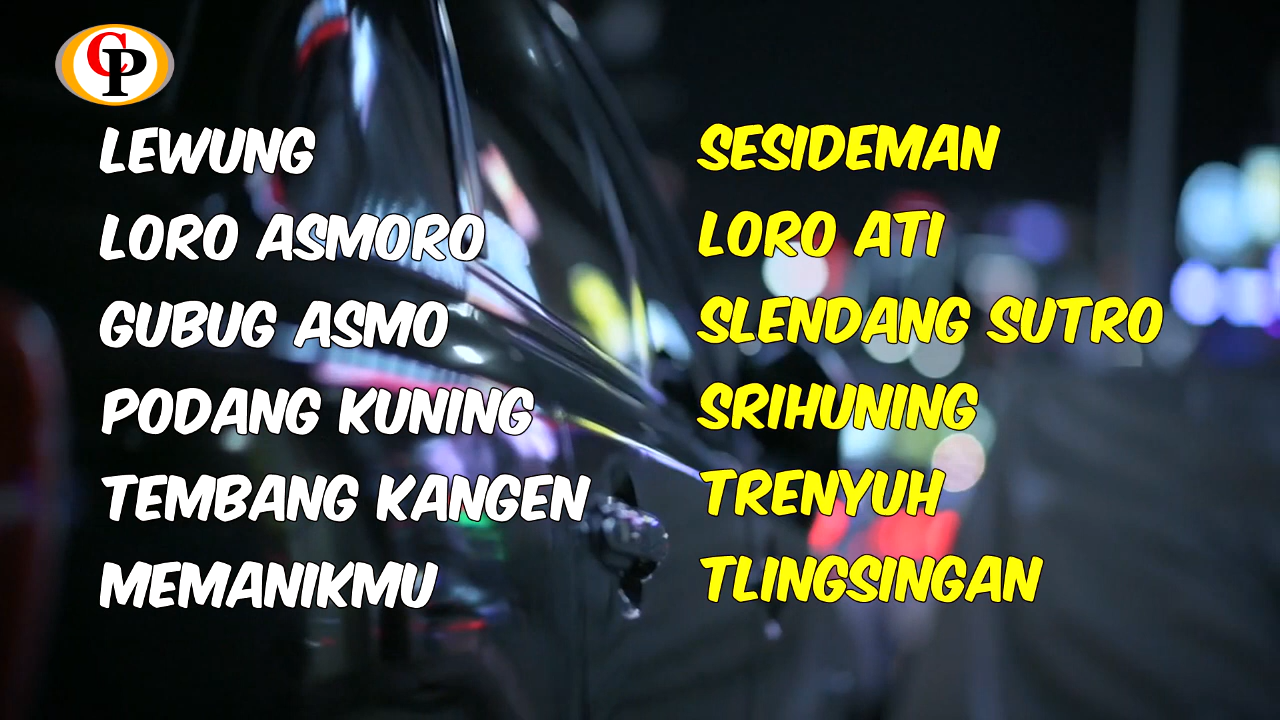 CP
LEWUNG
LORO ASMORO
GUBUG ASMO
PODANG KUNING
TEMBANG KANGEN
MEMANIKMU
SESIDEMAN
LORO ATI
SLENDANG SUTRO
SRIHUNING
TRENYUH
TLINGSINGAN